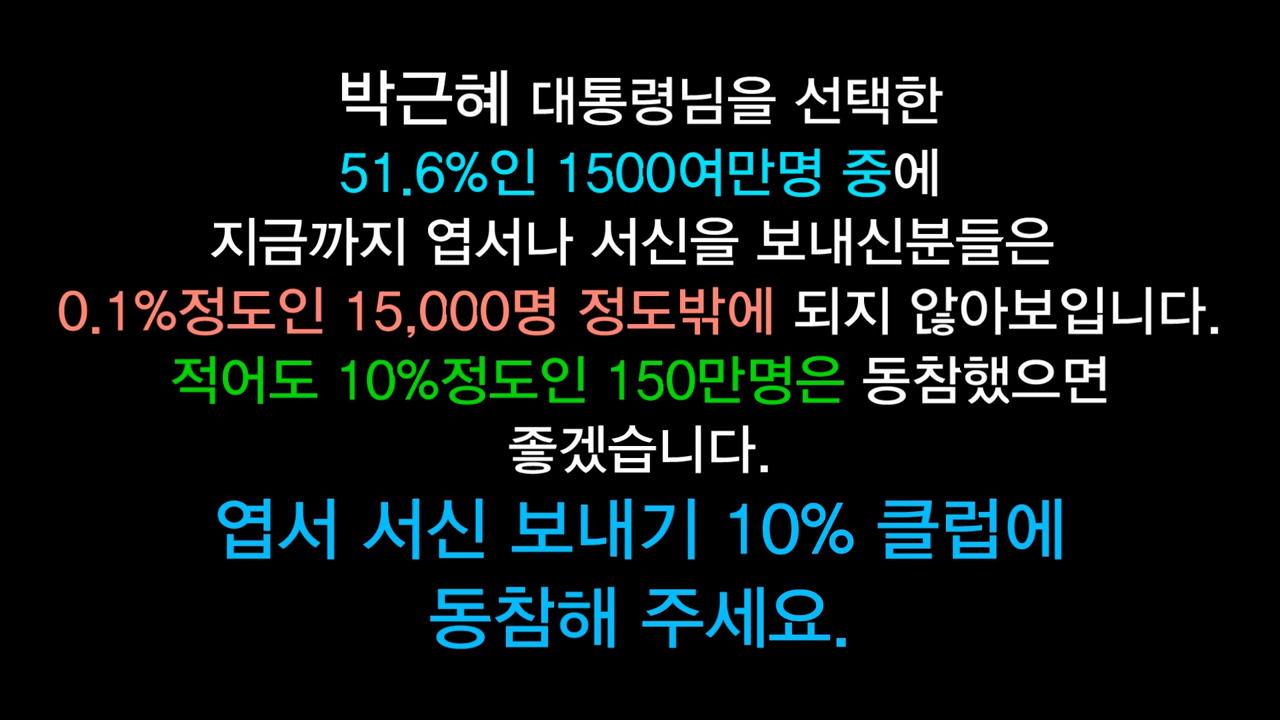 박근혜 대통령님을 선택한
51.6%인 1500여만명 중에
지금까지 엽서나 서신을 보내신분들은
0.1%정도인 15,000명 정도밖에 되지 않아보입니다.
적어도 10%정도인 150만명은 동참했으면
좋겠습니다.
엽서 서신 보내기 10% 클럽에
동참해 주세요.